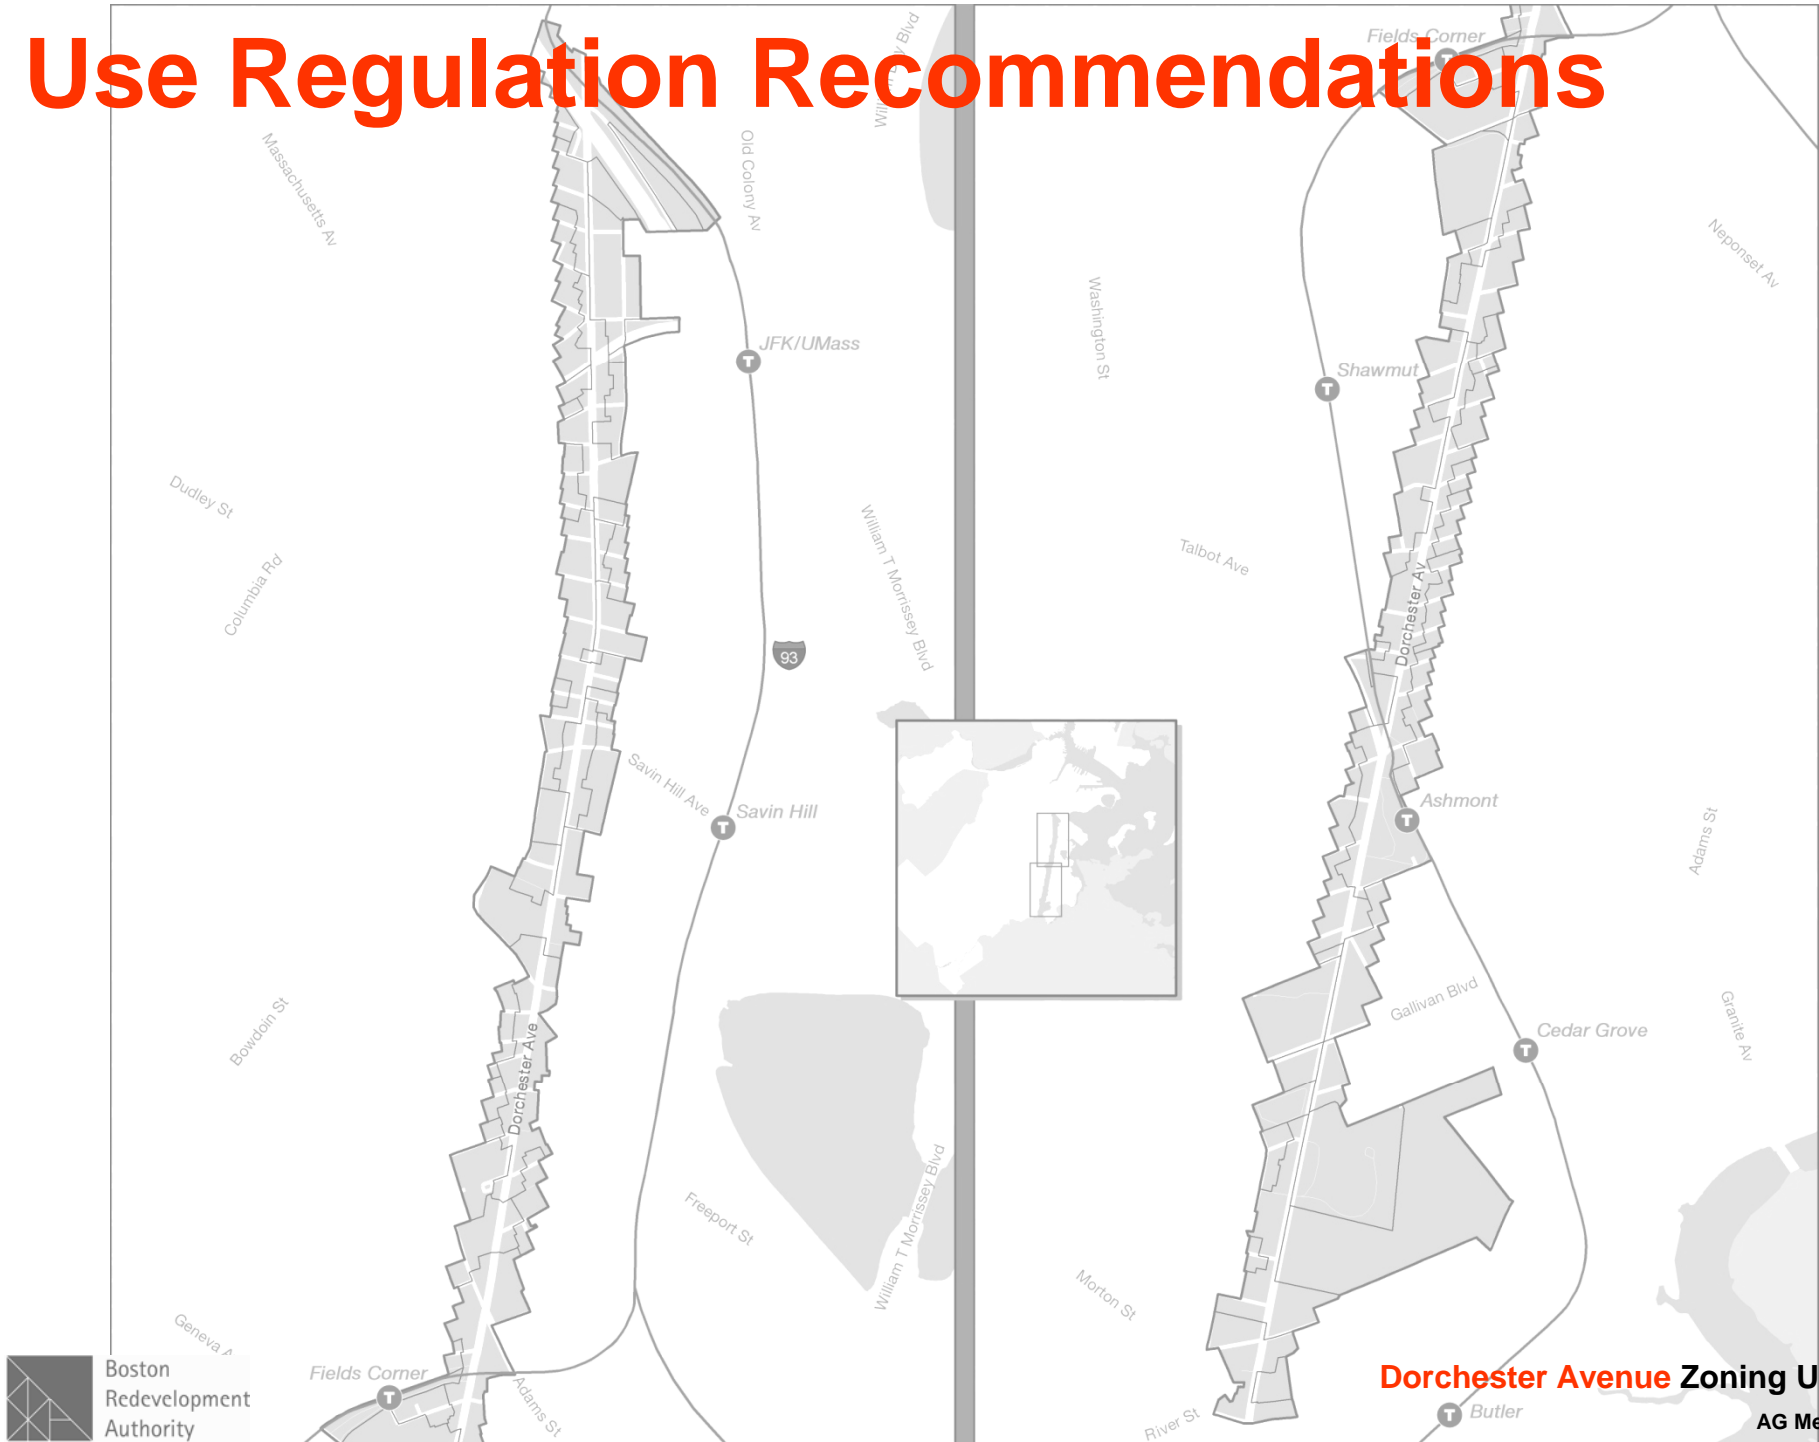 Use Regulation Recommendations
Fields Corner
Massachusetts Av
Old Colony Av
Neponset Av
Washington St
JFK/UMass
Shawmut
Dudley St
Columbia Rd
William T Morrissey Blvd
Talbot Ave
Dorchester Av
93
Savin Hill Ave
Savin Hill
Ashmont
Adams St
Gallivan Blvd
Cedar Grove
Granite Av
Bowdoin St
Dorchester Ave
Freeport St
William T Morrissey Blvd
Morton St
Geneva
Fields Corner
Adams St
River St
Butler
Boston
Redevelopment
Authority
Dorchester Avenue Zoning
AG